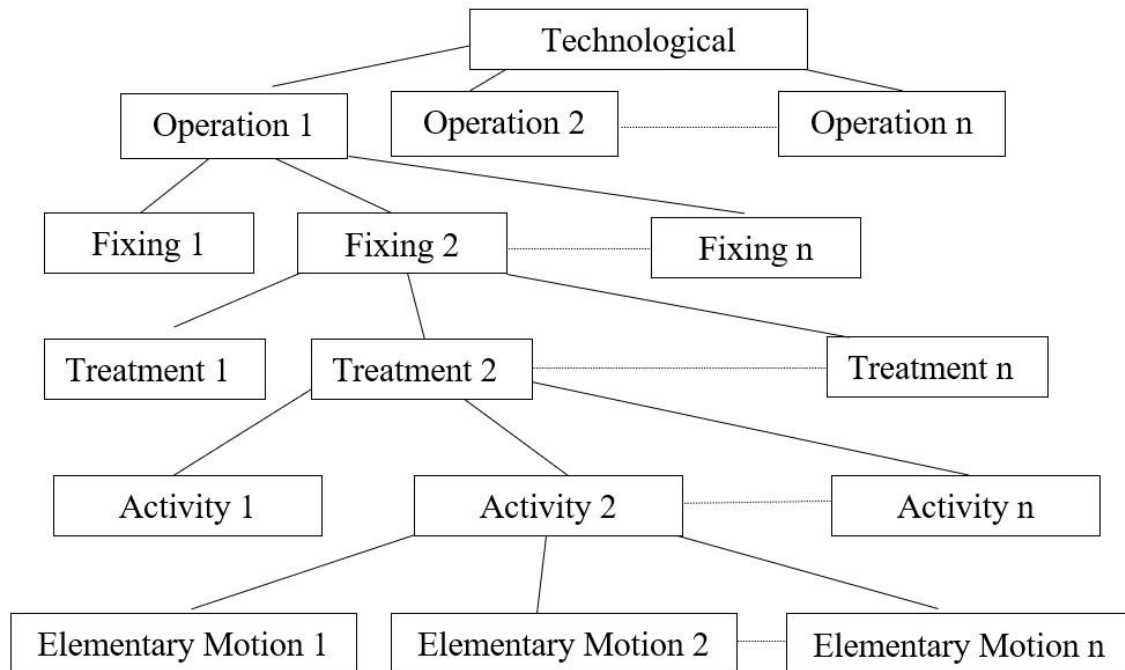 Technological
Operation 1
Operation 2
Operation n
Fixing 1
Fixing 2
Fixing n
Treatment 1
Treatment 2
Treatment n
Activity 1
Activity 2
Activity n
Elementary Motion 1
Elementary Motion 2
Elementary Motion n